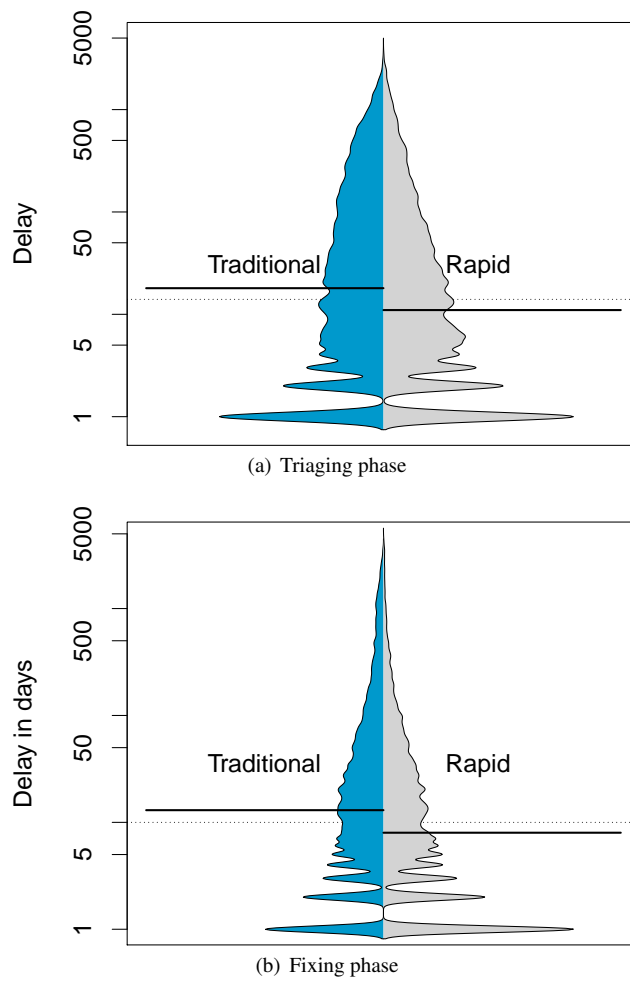 5000
500
50
5
1
Delay
Traditional
Rapid
(a) Triaging phase
5000
500
50
5
1
Delay in days
Traditional
Rapid
(b) Fixing phase